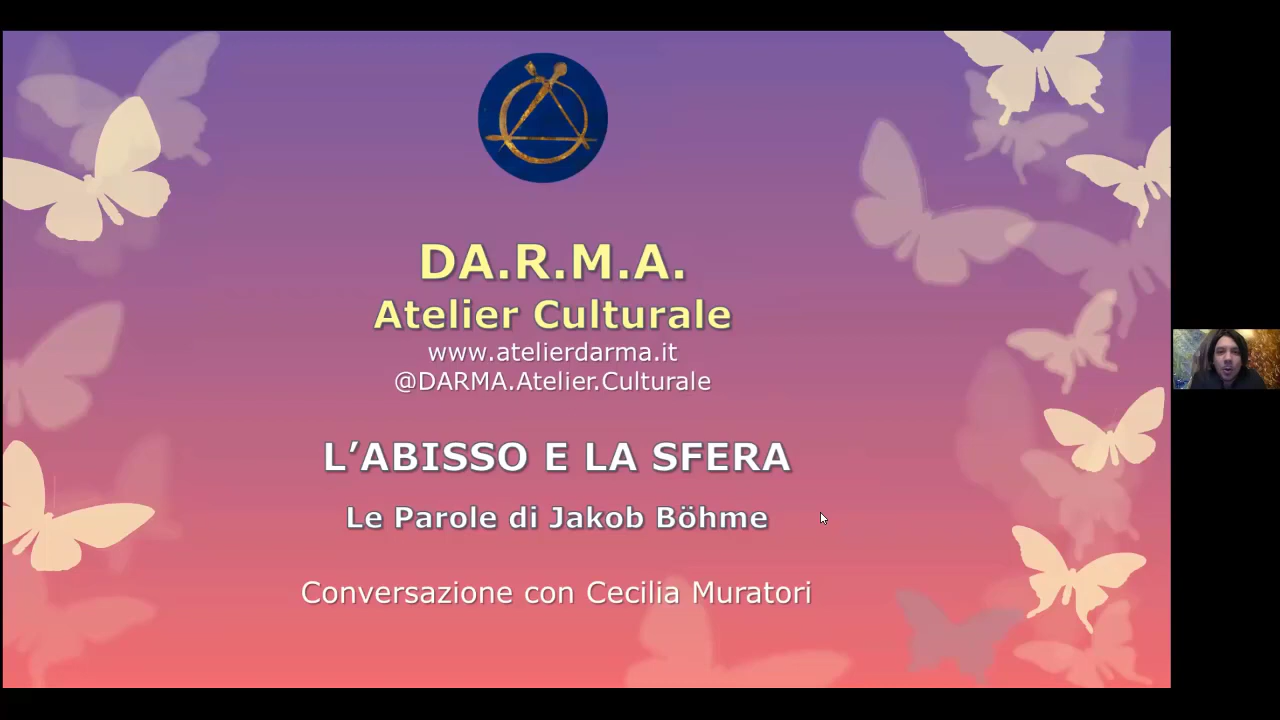 DA.R.M.A.
Atelier Culturale
www.atelierdarma.it
@DARMA.Atelier.Culturale
L’ABISSO E LA SFERA
Le Parole di Jakob Böhme
Conversazione con Cecilia Muratori